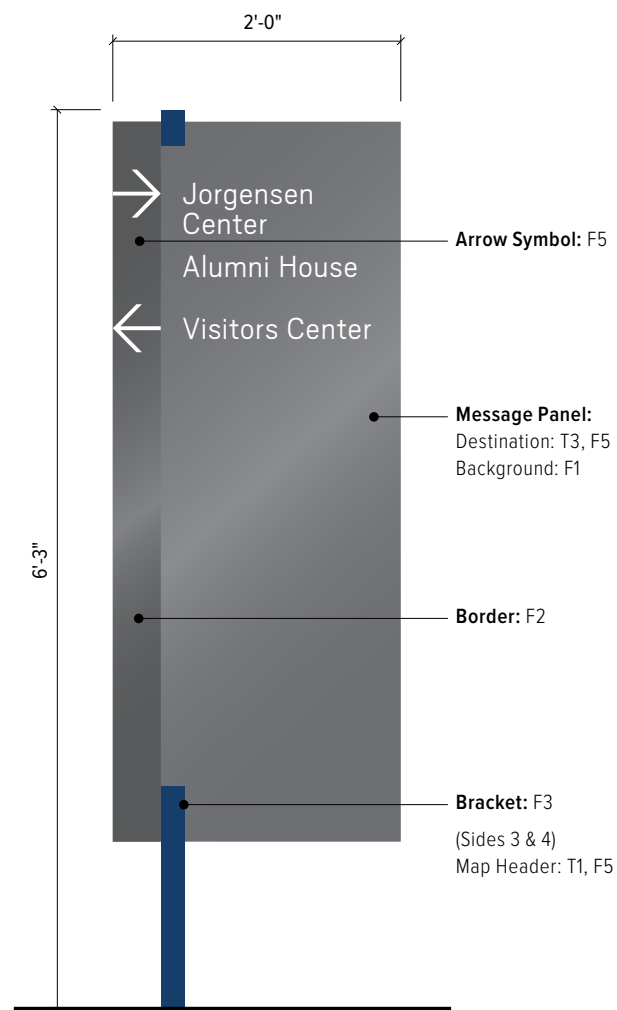 2'-0"
Jorgensen
Center
Arrow Symbol: F5
Alumni House
Visitors Center
Message Panel:
Destination: T3, F5
Background: F1
6'-3"
Border: F2
Bracket: F3
(Sides 3 & 4)
Map Header: T1, F5